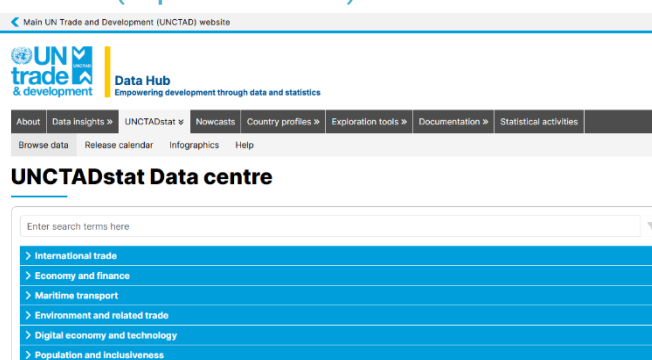 Main UN Trade and Development (UNCTAD) website
UN
UNCTAD
trade
& development
Data Hub
Empowering development through data and statistics
About Data insights » UNCTADstat Nowcasts Country profiles » Exploration tools » Documentation » Statistical activities
Browse data Release calendar Infographics Help
UNCTADstat Data centre
Enter search terms here
International trade
Economy and finance
Maritime transport
Environment and related trade
Digital economy and technology
Population and inclusiveness